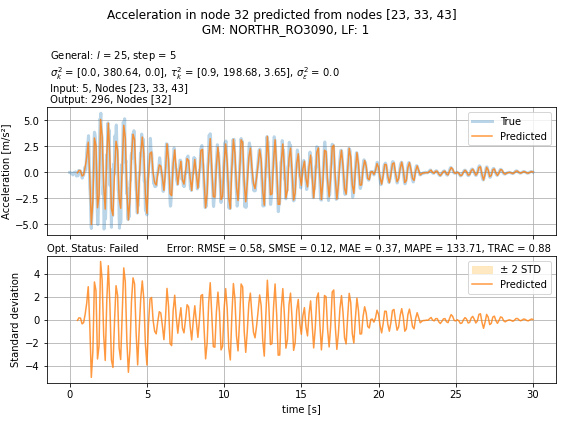 Acceleration in node 32 predicted from nodes [23, 33, 43]
GM: NORTHR_RO3090, LF: 1
General: l = 25, step = 5
σ²ₖ = [0.0, 380.64, 0.0], τ²ₖ = [0.9, 198.68, 3.65], σ²ₑ = 0.0
Input: 5, Nodes [23, 33, 43]
Output: 296, Nodes [32]
Acceleration [m/s²]
5.0
2.5
0.0
−2.5
−5.0
True
Predicted
Opt. Status: Failed
Error: RMSE = 0.58, SMSE = 0.12, MAE = 0.37, MAPE = 133.71, TRAC = 0.88
Standard deviation
4
2
0
−2
−4
± 2 STD
Predicted
0
5
10
15
20
25
30
time [s]